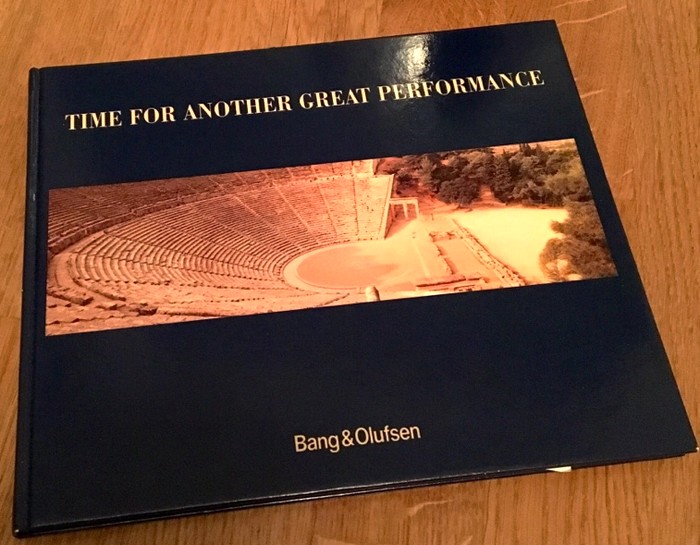 TIME FOR ANOTHER GREAT PERFORMANCE
Bang&Olufsen